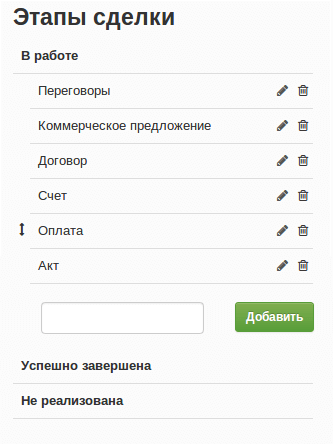 Этапы сделки
В работе
Переговоры
Коммерческое предложение
Договор
Счет
Оплата
Акт
Добавить
Успешно завершена
Не реализована